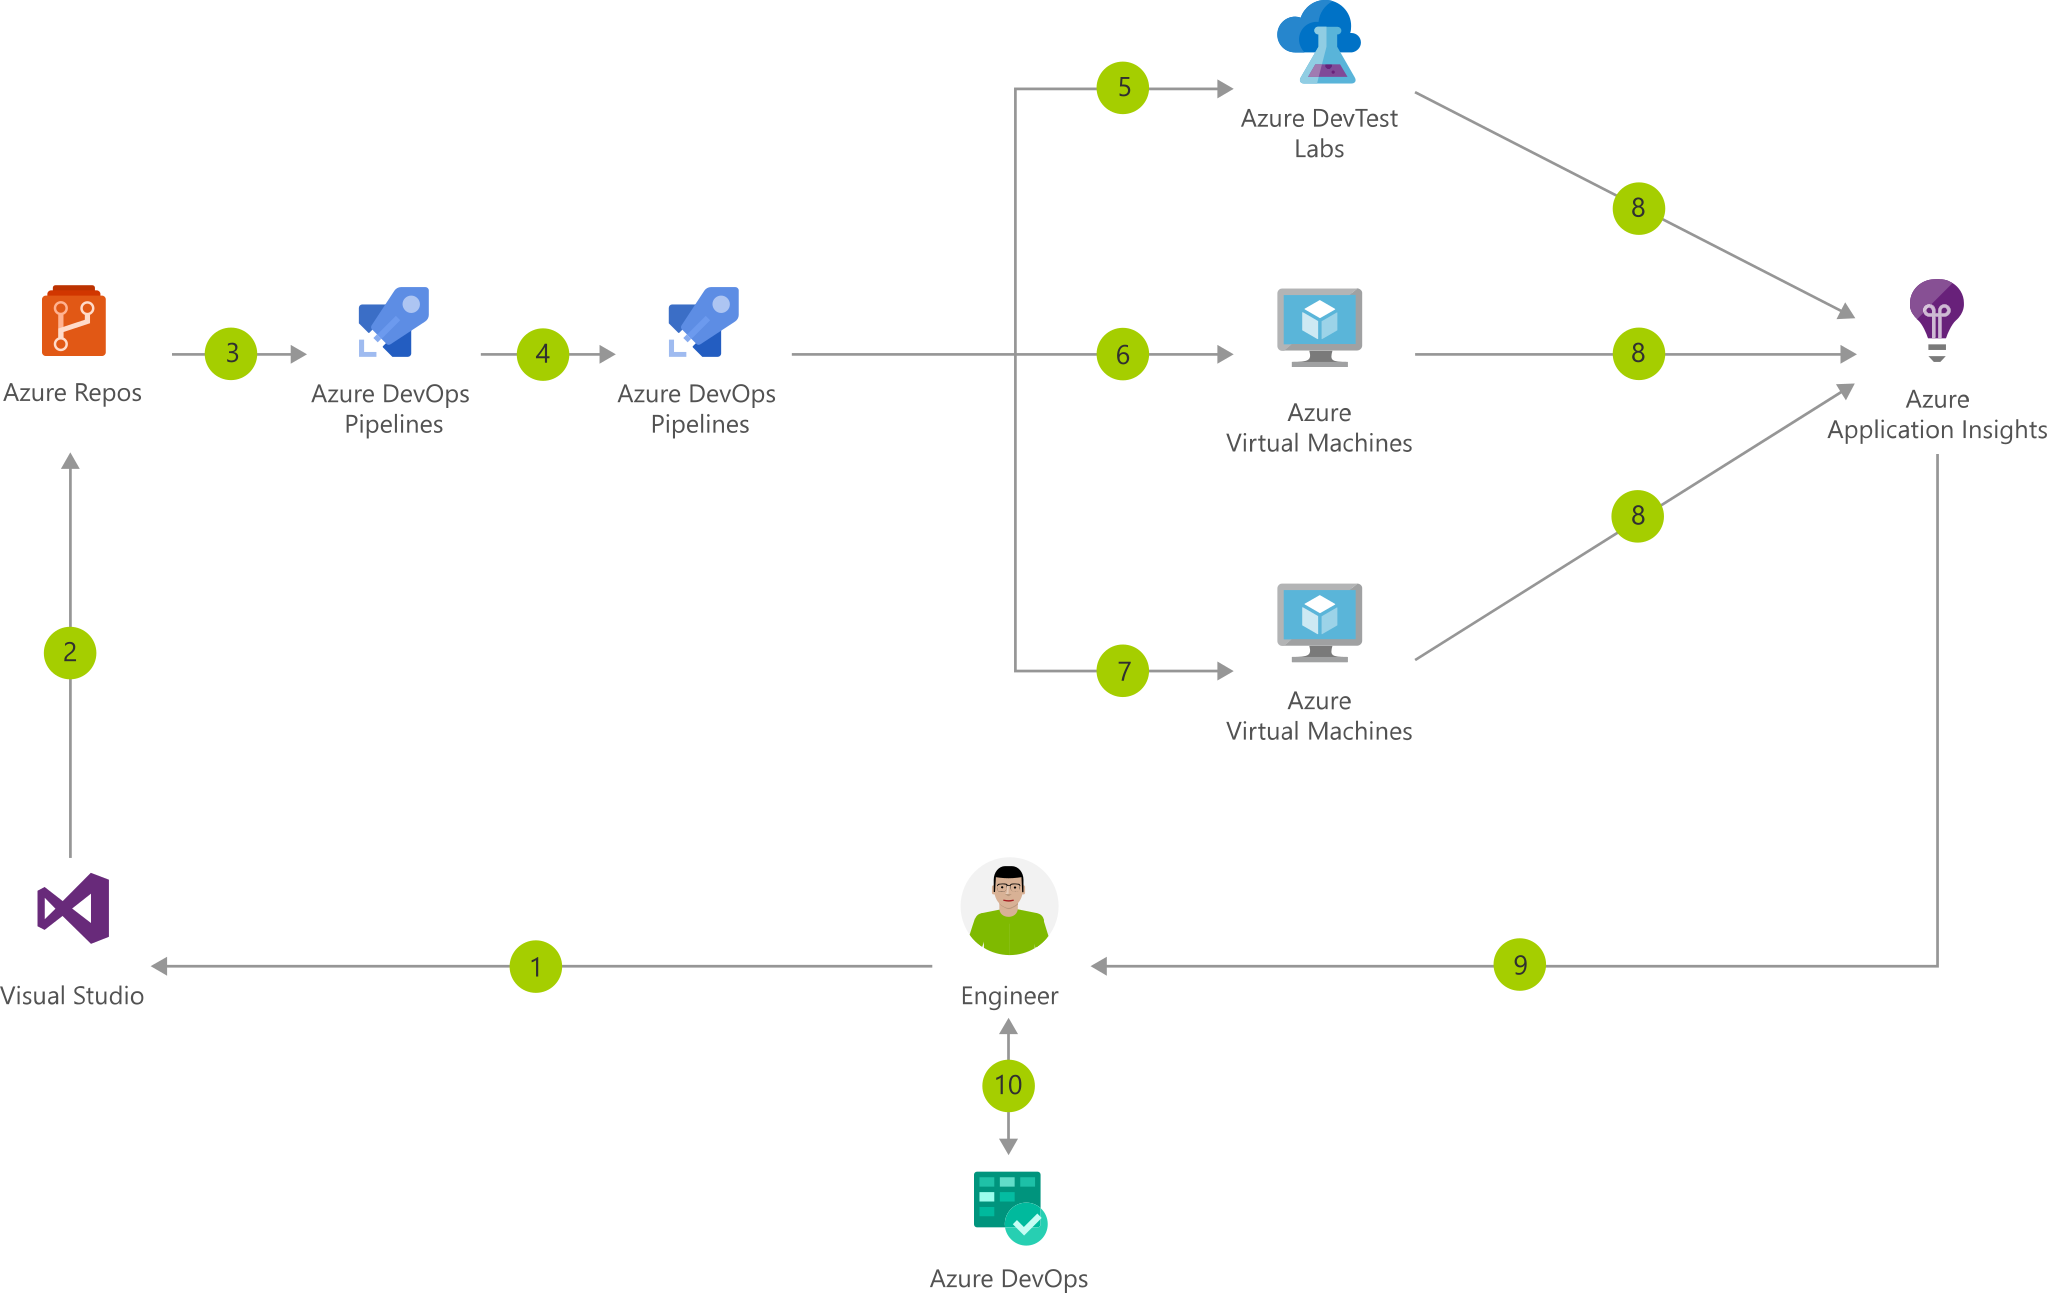 5
Azure DevTest
Labs
8
3
Azure Repos
4
Azure DevOps
Pipelines
Azure DevOps
Pipelines
6
Azure
Virtual Machines
8
Azure
Application Insights
8
7
Azure
Virtual Machines
2
Visual Studio
1
Engineer
9
10
Azure DevOps